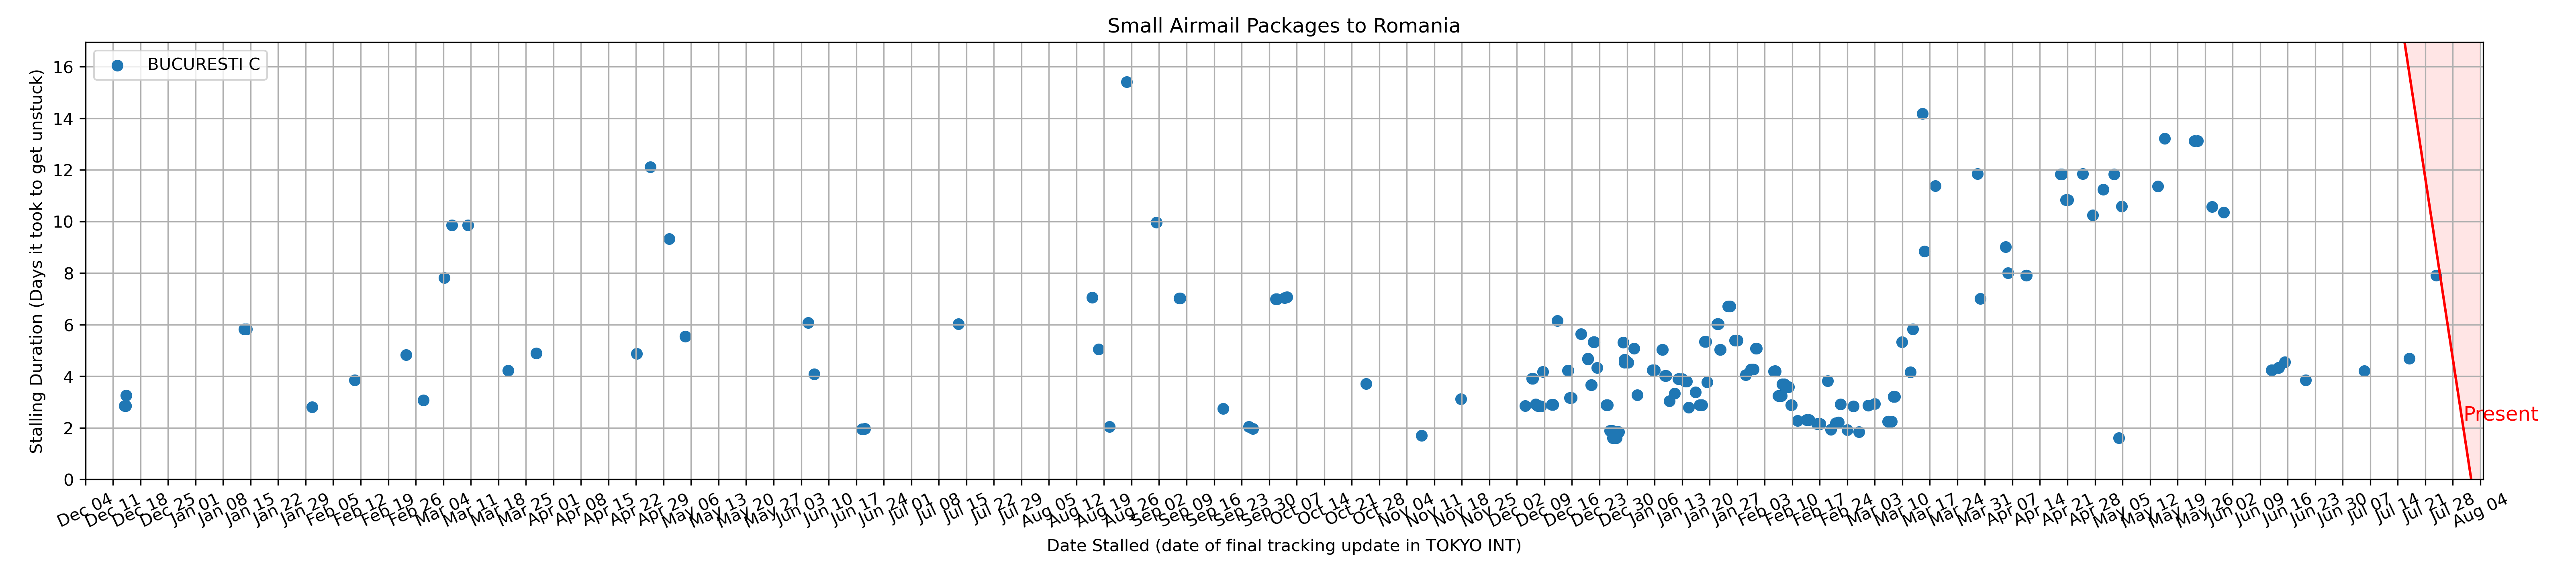 Small Airmail Packages to Romania
BUCURESTI C
Stalling Duration (Days it took to get unstuck)
16
14
12
10
8
6
4
2
0
Present
Dec 04
Dec 11
Dec 18
Dec 25
Jan 01
Jan 08
Jan 15
Jan 22
Jan 29
Feb 05
Feb 12
Feb 19
Feb 26
Mar 04
Mar 11
Mar 18
Mar 25
Apr 01
Apr 08
Apr 15
Apr 22
Apr 29
May 06
May 13
May 20
May 27
Jun 03
Jun 10
Jun 17
Jun 24
Jul 01
Jul 08
Jul 15
Jul 22
Jul 29
Aug 05
Aug 12
Aug 19
Aug 26
Sep 02
Sep 09
Sep 16
Sep 23
Sep 30
Oct 07
Oct 14
Oct 21
Oct 28
Nov 04
Nov 11
Nov 18
Nov 25
Dec 02
Dec 09
Dec 16
Dec 23
Dec 30
Jan 06
Jan 13
Jan 20
Jan 27
Feb 03
Feb 10
Feb 17
Feb 24
Mar 03
Mar 10
Mar 17
Mar 24
Mar 31
Apr 07
Apr 14
Apr 21
Apr 28
May 05
May 12
May 19
May 26
Jun 02
Jun 09
Jun 16
Jun 23
Jun 30
Jul 07
Jul 14
Jul 21
Jul 28
Aug 04
Date Stalled (date of final tracking update in TOKYO INT)